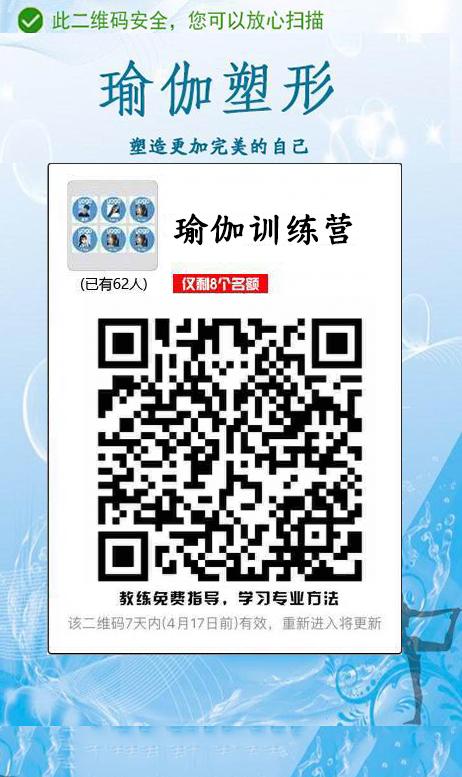 此二维码安全，您可以放心扫描
瑜伽塑形
塑造更加完美的自己
瑜伽训练营
(已有62人)
仅剩8个名额
教练免费指导，学习专业方法
该二维码7天内(4月17日前)有效，重新进入将更新